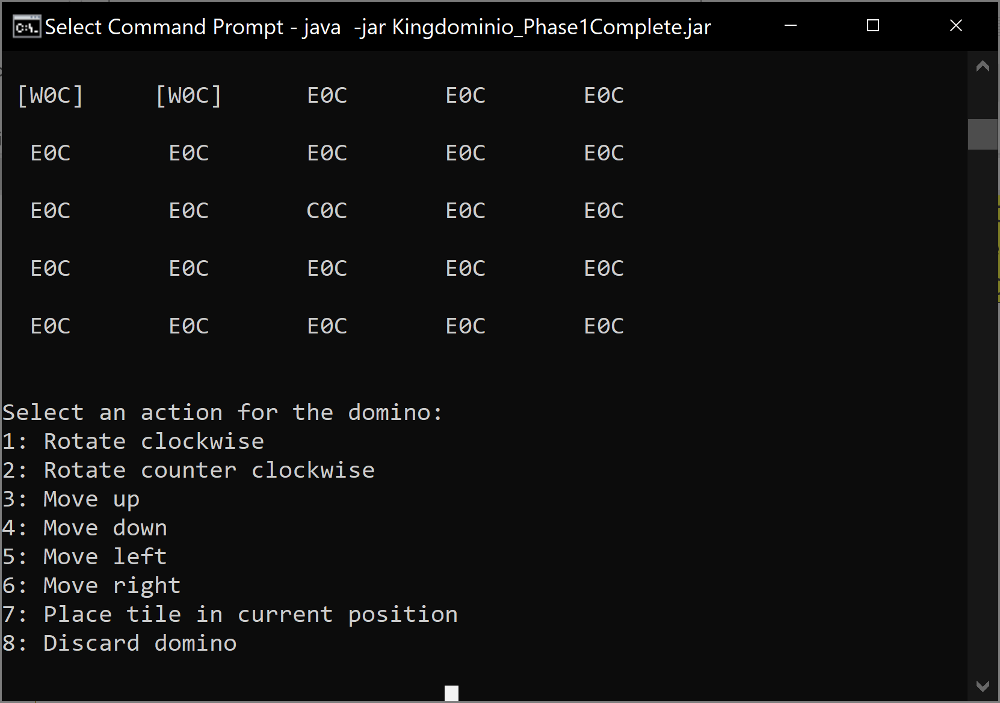 Select Command Prompt - java  -jar Kingdominio_Phase1Complete.jar
[W0C] [W0C] E0C E0C E0C
E0C E0C E0C E0C E0C
E0C E0C C0C E0C E0C
E0C E0C E0C E0C E0C
E0C E0C E0C E0C E0C
Select an action for the domino:
1: Rotate clockwise
2: Rotate counter clockwise
3: Move up
4: Move down
5: Move left
6: Move right
7: Place tile in current position
8: Discard domino